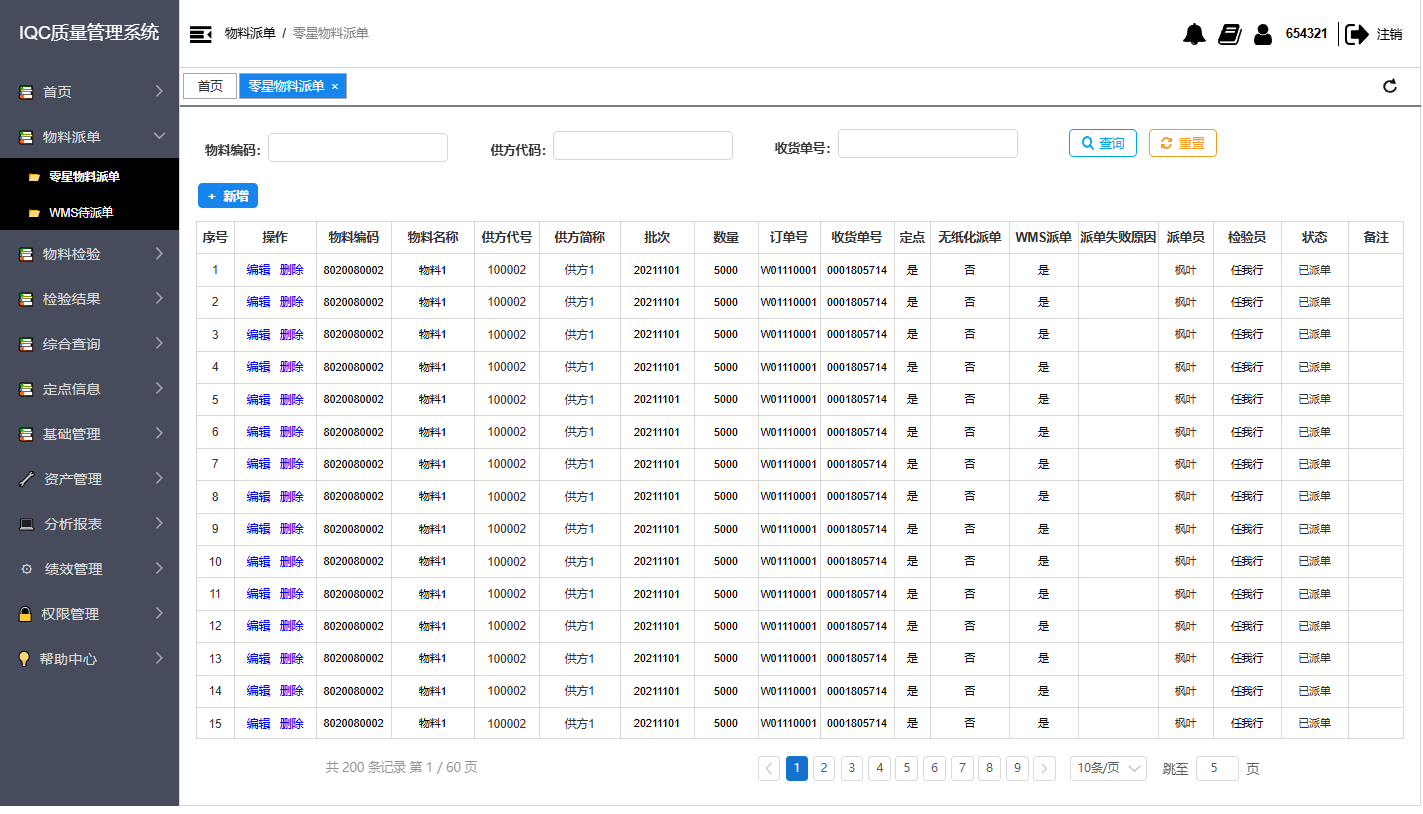 IQC质量管理系统
物料派单 / 零星物料派单
654321 注销
首页 零星物料派单 ×
首页
物料派单
零星物料派单
WMS待派单
物料检验
检验结果
综合查询
定点信息
基础管理
资产管理
分析报表
绩效管理
权限管理
帮助中心
物料编码： 供方代码： 收货单号： 查询 重置
+ 新增
序号 操作 物料编码 物料名称 供方代号 供方简称 批次 数量 订单号 收货单号 定点 无纸化派单 WMS派单 派单失败原因 派单员 检验员 状态 备注
1 编辑 删除 8020080002 物料1 100002 供方1 20211101 5000 W01110001 0001805714 是 否 是 枫叶 任我行 已派单
2 编辑 删除 8020080002 物料1 100002 供方1 20211101 5000 W01110001 0001805714 是 否 是 枫叶 任我行 已派单
3 编辑 删除 8020080002 物料1 100002 供方1 20211101 5000 W01110001 0001805714 是 否 是 枫叶 任我行 已派单
4 编辑 删除 8020080002 物料1 100002 供方1 20211101 5000 W01110001 0001805714 是 否 是 枫叶 任我行 已派单
5 编辑 删除 8020080002 物料1 100002 供方1 20211101 5000 W01110001 0001805714 是 否 是 枫叶 任我行 已派单
6 编辑 删除 8020080002 物料1 100002 供方1 20211101 5000 W01110001 0001805714 是 否 是 枫叶 任我行 已派单
7 编辑 删除 8020080002 物料1 100002 供方1 20211101 5000 W01110001 0001805714 是 否 是 枫叶 任我行 已派单
8 编辑 删除 8020080002 物料1 100002 供方1 20211101 5000 W01110001 0001805714 是 否 是 枫叶 任我行 已派单
9 编辑 删除 8020080002 物料1 100002 供方1 20211101 5000 W01110001 0001805714 是 否 是 枫叶 任我行 已派单
10 编辑 删除 8020080002 物料1 100002 供方1 20211101 5000 W01110001 0001805714 是 否 是 枫叶 任我行 已派单
11 编辑 删除 8020080002 物料1 100002 供方1 20211101 5000 W01110001 0001805714 是 否 是 枫叶 任我行 已派单
12 编辑 删除 8020080002 物料1 100002 供方1 20211101 5000 W01110001 0001805714 是 否 是 枫叶 任我行 已派单
13 编辑 删除 8020080002 物料1 100002 供方1 20211101 5000 W01110001 0001805714 是 否 是 枫叶 任我行 已派单
14 编辑 删除 8020080002 物料1 100002 供方1 20211101 5000 W01110001 0001805714 是 否 是 枫叶 任我行 已派单
15 编辑 删除 8020080002 物料1 100002 供方1 20211101 5000 W01110001 0001805714 是 否 是 枫叶 任我行 已派单
共 200 条记录 第 1 / 60 页 1 2 3 4 5 6 7 8 9 10条/页 跳至 5 页